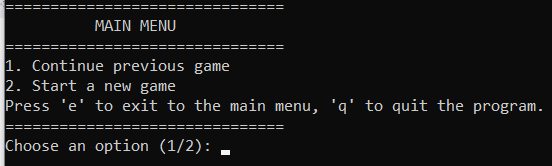 ===============================
MAIN MENU
===============================
1. Continue previous game
2. Start a new game
Press 'e' to exit to the main menu, 'q' to quit the program.
===============================
Choose an option (1/2):